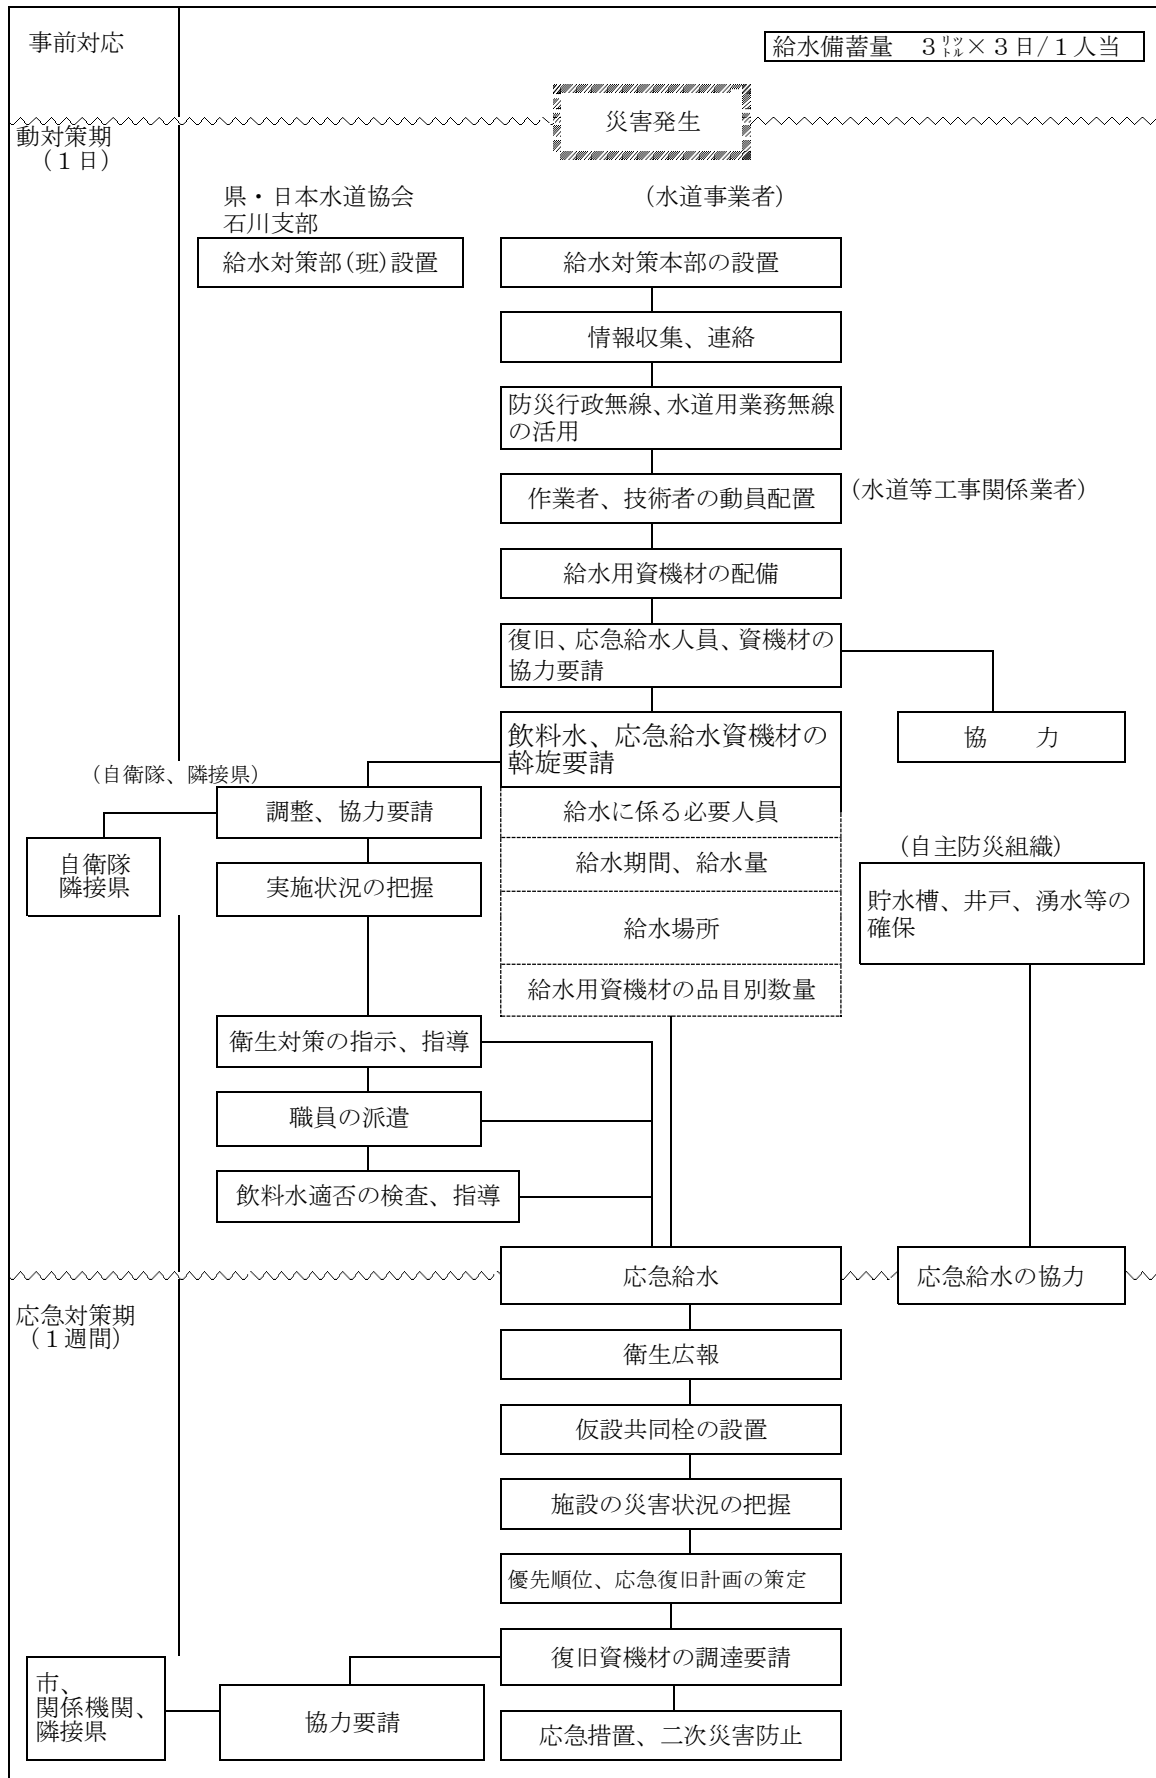 事前対応
給水備蓄量　3㍑×3日/1人当
災害発生
動対策期
(1日)
県・日本水道協会
石川支部
(水道事業者)
給水対策部(班)設置
給水対策本部の設置
情報収集、連絡
防災行政無線、水道用業務無線
の活用
作業者、技術者の動員配置
(水道等工事関係業者)
給水用資機材の配備
復旧、応急給水人員、資機材の
協力要請
協　力
飲料水、応急給水資機材の
斡旋要請
(自衛隊、隣接県)
調整、協力要請
給水に係る必要人員
自衛隊
隣接県
給水期間、給水量
(自主防災組織)
実施状況の把握
貯水槽、井戸、湧水等の
確保
給水場所
給水用資機材の品目別数量
衛生対策の指示、指導
職員の派遣
飲料水適否の検査、指導
応急給水
応急給水の協力
応急対策期
(1週間)
衛生広報
仮設共同栓の設置
施設の災害状況の把握
優先順位、応急復旧計画の策定
復旧資機材の調達要請
市、
関係機関、
隣接県
協力要請
応急措置、二次災害防止